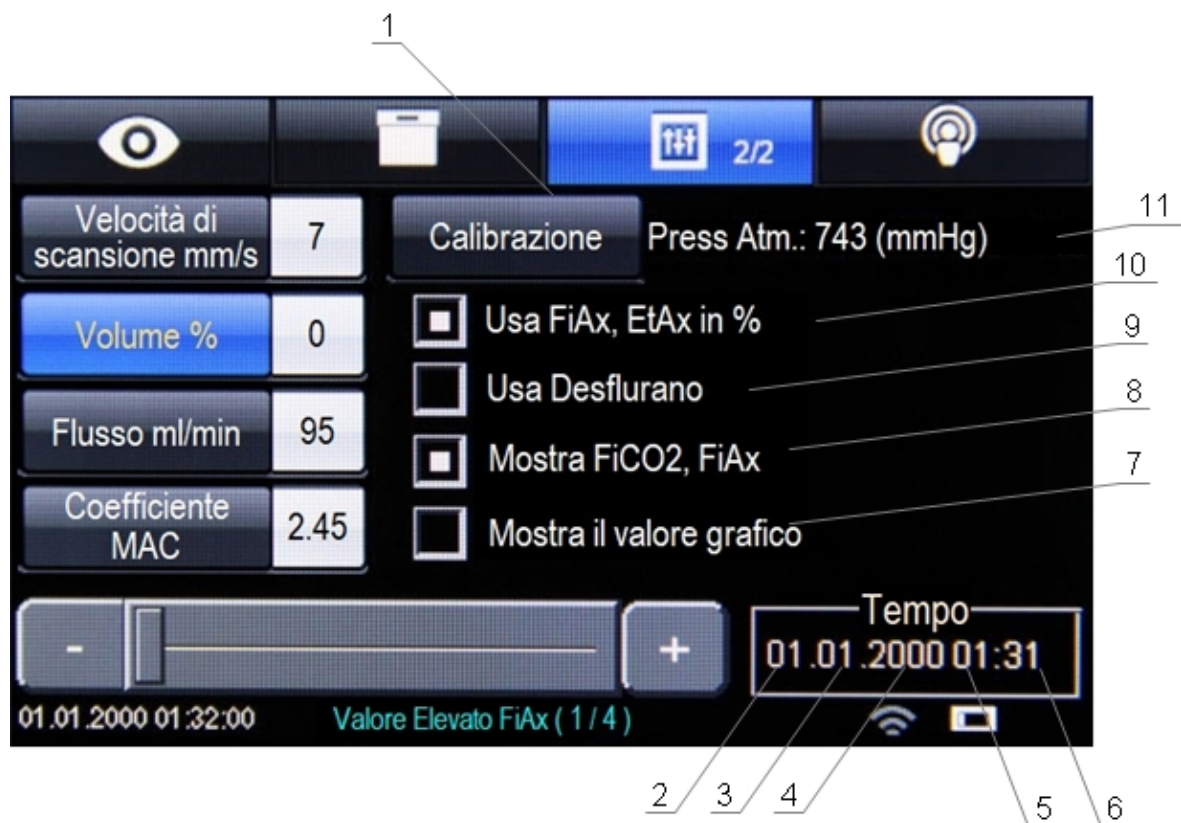 1
2/2
Velocità di
scansione mm/s
7
Calibrazione
Press Atm.: 743 (mmHg)
11
Volume %
0
Usa FiAx, EtAx in %
10
Usa Desflurano
9
Flusso ml/min
95
Mostra FiCO2, FiAx
8
Coefficiente
MAC
2.45
Mostra il valore grafico
7
-
+
Tempo
01.01.2000 01:31
01.01.2000 01:32:00
Valore Elevato FiAx ( 1 / 4 )
2
3
4
5
6